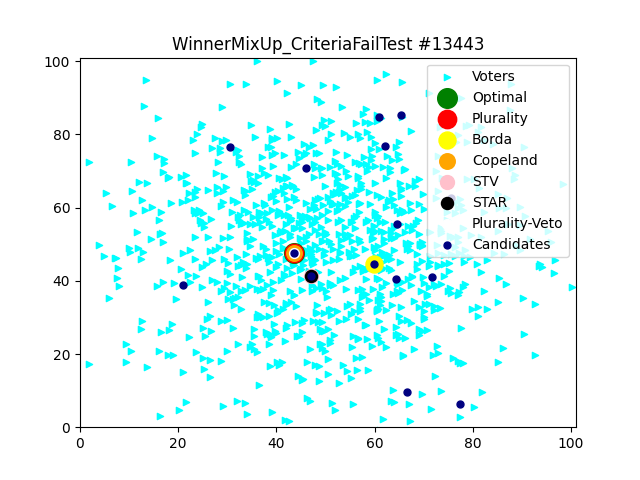 WinnerMixUp_CriteriaFailTest #13443
100
80
60
40
20
0
0
20
40
60
80
100
Voters
Optimal
Plurality
Borda
Copeland
STV
STAR
Plurality-Veto
Candidates